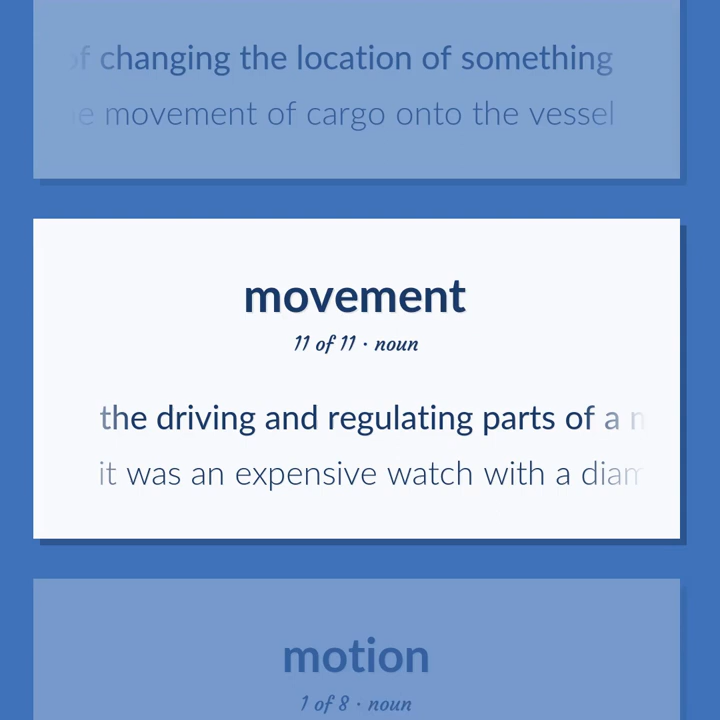 of changing the location of something
movement of cargo onto the vessel
movement
11 of 11 · noun
the driving and regulating parts of a
it was an expensive watch with a
motion
1 of 8 · noun